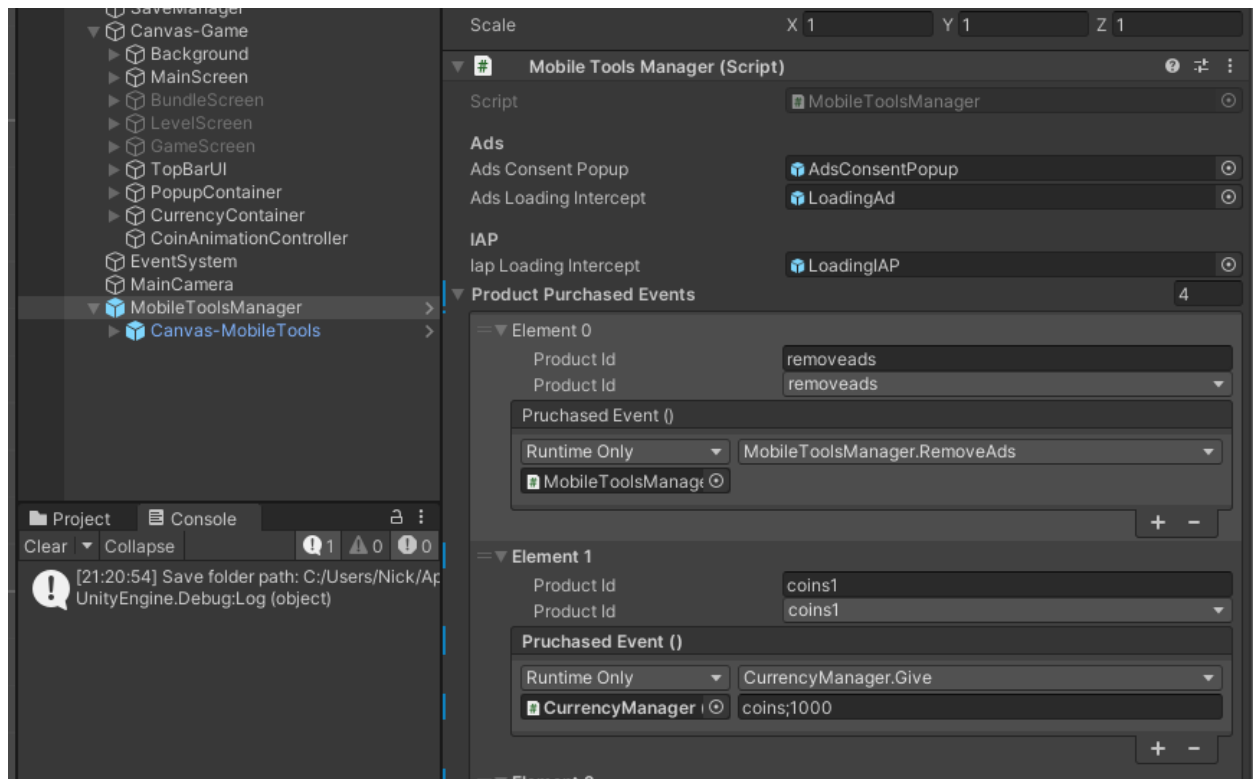 SaveManager
Canvas-Game
Background
MainScreen
BundleScreen
LevelScreen
GameScreen
TopBarUI
PopupContainer
CurrencyContainer
CoinAnimationController
EventSystem
MainCamera
MobileToolsManager
Canvas-MobileTools
Project Console
Clear Collapse 1 0 0
[21:20:54] Save folder path: C:/Users/Nick/Ap
UnityEngine.Debug:Log (object)
Scale X 1 Y 1 Z 1
# Mobile Tools Manager (Script)
Script # MobileToolsManager
Ads
Ads Consent Popup AdsConsentPopup
Ads Loading Intercept LoadingAd
IAP
Iap Loading Intercept LoadingIAP
Product Purchased Events 4
Element 0
Product Id removeads
Product Id removeads
Pruchased Event ()
Runtime Only MobileToolsManager.RemoveAds
# MobileToolsManage
+ −
Element 1
Product Id coins1
Product Id coins1
Pruchased Event ()
Runtime Only CurrencyManager.Give
# CurrencyManager ( coins;1000
+ −